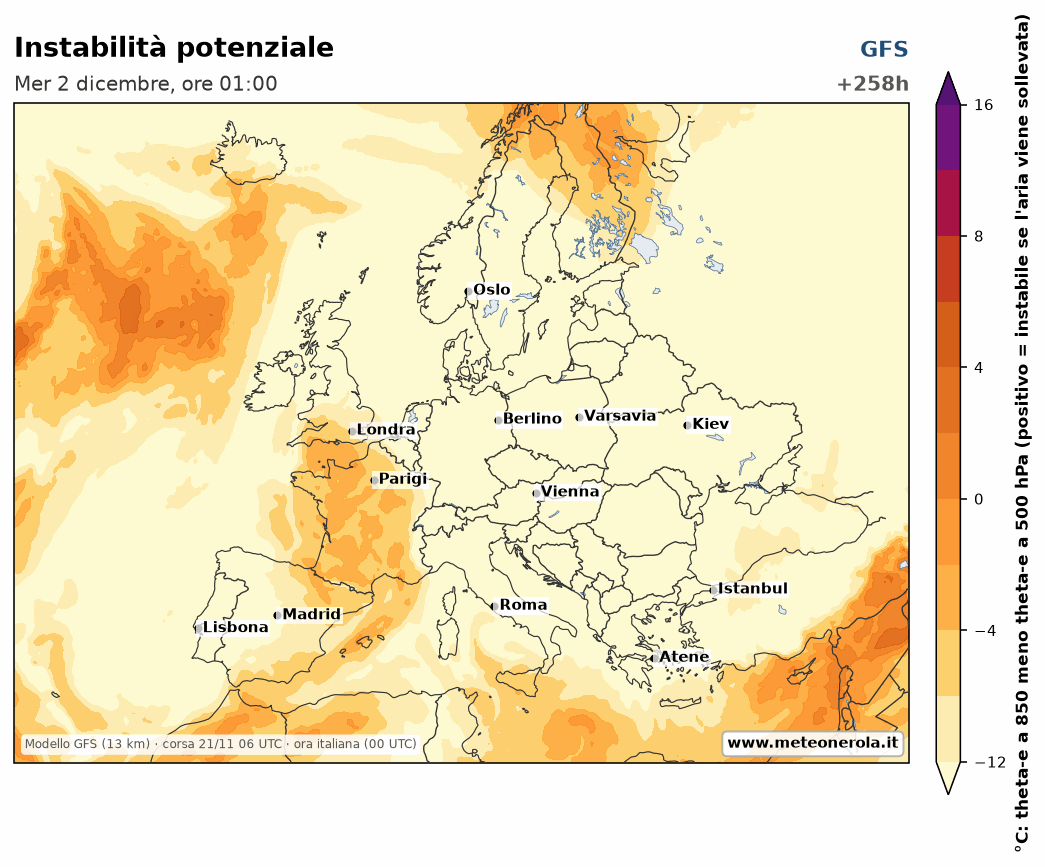 Instabilità potenziale
GFS
Mer 2 dicembre, ore 01:00
+258h
Oslo
Berlino
Varsavia
Kiev
Londra
Parigi
Vienna
Istanbul
Roma
Madrid
Lisbona
Atene
Modello GFS (13 km) · corsa 21/11 06 UTC · ora italiana (00 UTC)
www.meteonerola.it
16
8
4
0
−4
−12
°C: theta-e a 850 meno theta-e a 500 hPa (positivo = instabile se l'aria viene sollevata)